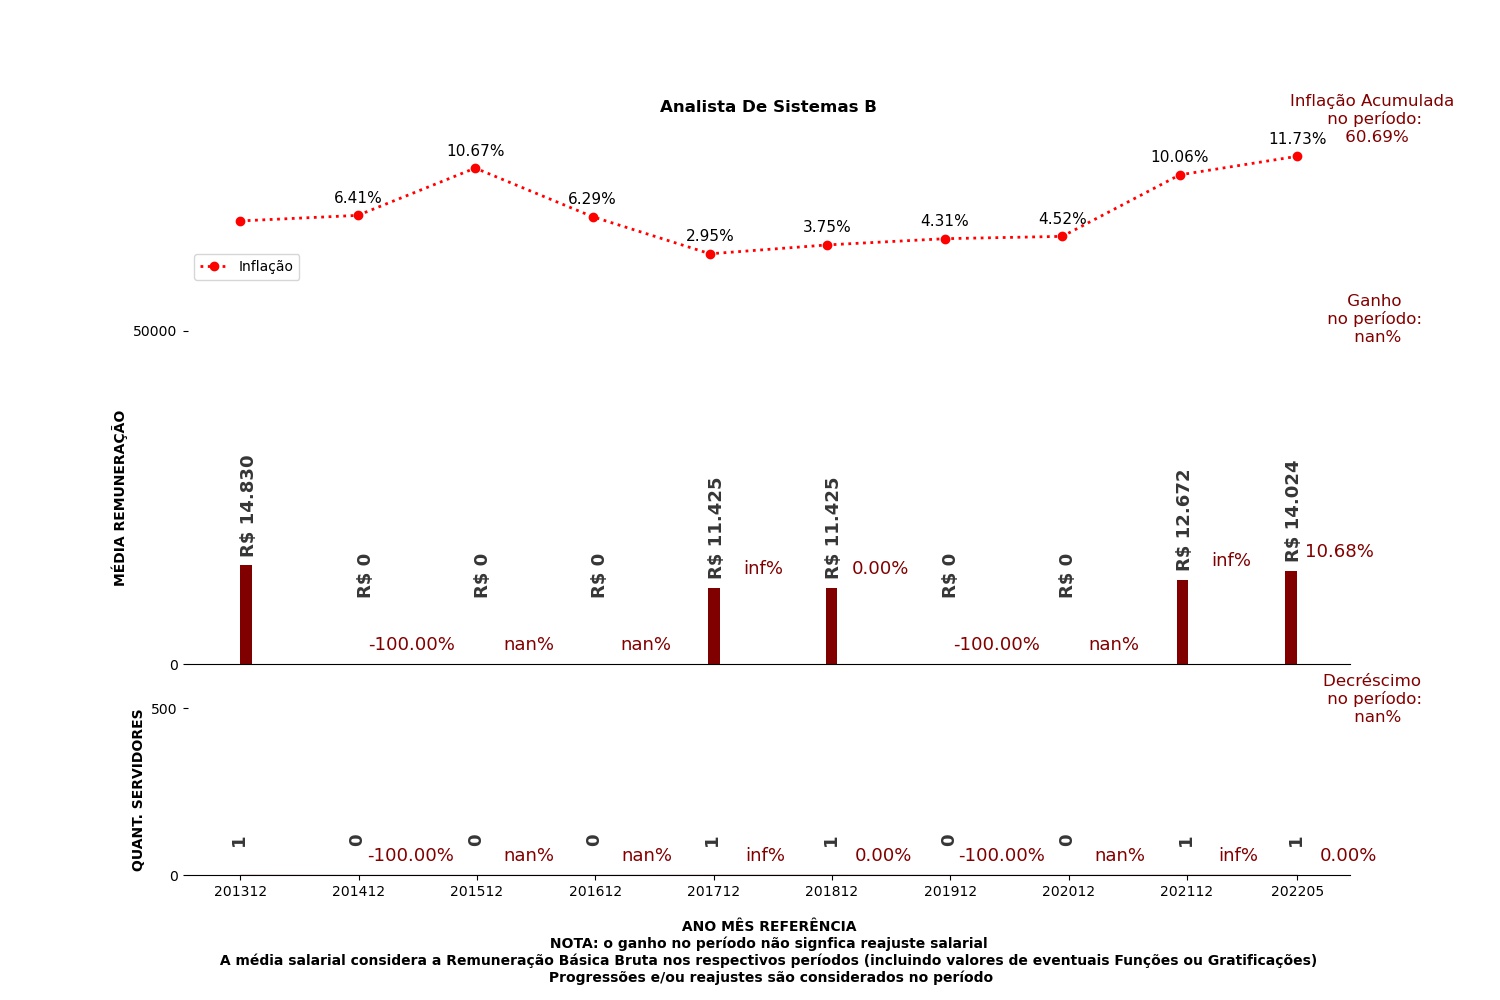 Analista De Sistemas B
Inflação Acumulada
no período:
60.69%
6.41%
10.67%
6.29%
2.95%
3.75%
4.31%
4.52%
10.06%
11.73%
Inflação
Ganho
no período:
nan%
50000
0
MÉDIA REMUNERAÇÃO
R$ 14.830
R$ 0
R$ 0
R$ 0
R$ 11.425
R$ 11.425
R$ 0
R$ 0
R$ 12.672
R$ 14.024
-100.00%
nan%
nan%
inf%
0.00%
-100.00%
nan%
inf%
10.68%
Decréscimo
no período:
nan%
500
0
QUANT. SERVIDORES
1
0
0
0
1
1
0
0
1
1
-100.00%
nan%
nan%
inf%
0.00%
-100.00%
nan%
inf%
0.00%
201312
201412
201512
201612
201712
201812
201912
202012
202112
202205
ANO MÊS REFERÊNCIA
NOTA: o ganho no período não signfica reajuste salarial
A média salarial considera a Remuneração Básica Bruta nos respectivos períodos (incluindo valores de eventuais Funções ou Gratificações)
Progressões e/ou reajustes são considerados no período